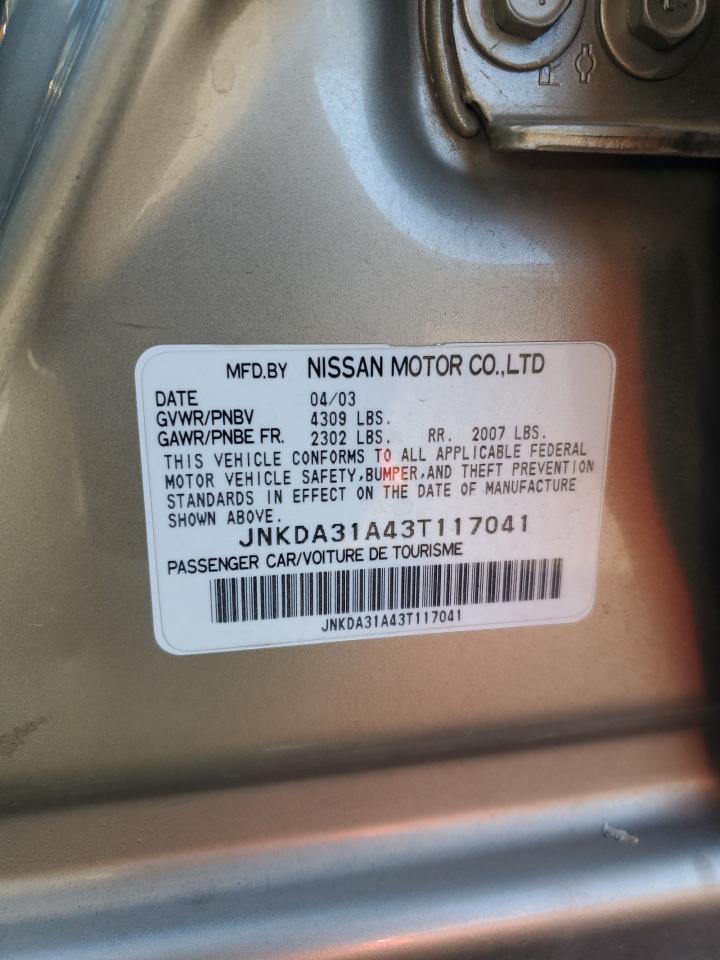 MFD.BY NISSAN MOTOR CO.,LTD
DATE 04/03
GVWR/PNBV 4309 LBS.
GAWR/PNBE FR. 2302 LBS. RR. 2007 LBS.
THIS VEHICLE CONFORMS TO ALL APPLICABLE FEDERAL
MOTOR VEHICLE SAFETY,BUMPER,AND THEFT PREVENTION
STANDARDS IN EFFECT ON THE DATE OF MANUFACTURE
SHOWN ABOVE.
JNKDA31A43T117041
PASSENGER CAR/VOITURE DE TOURISME
JNKDA31A43T117041